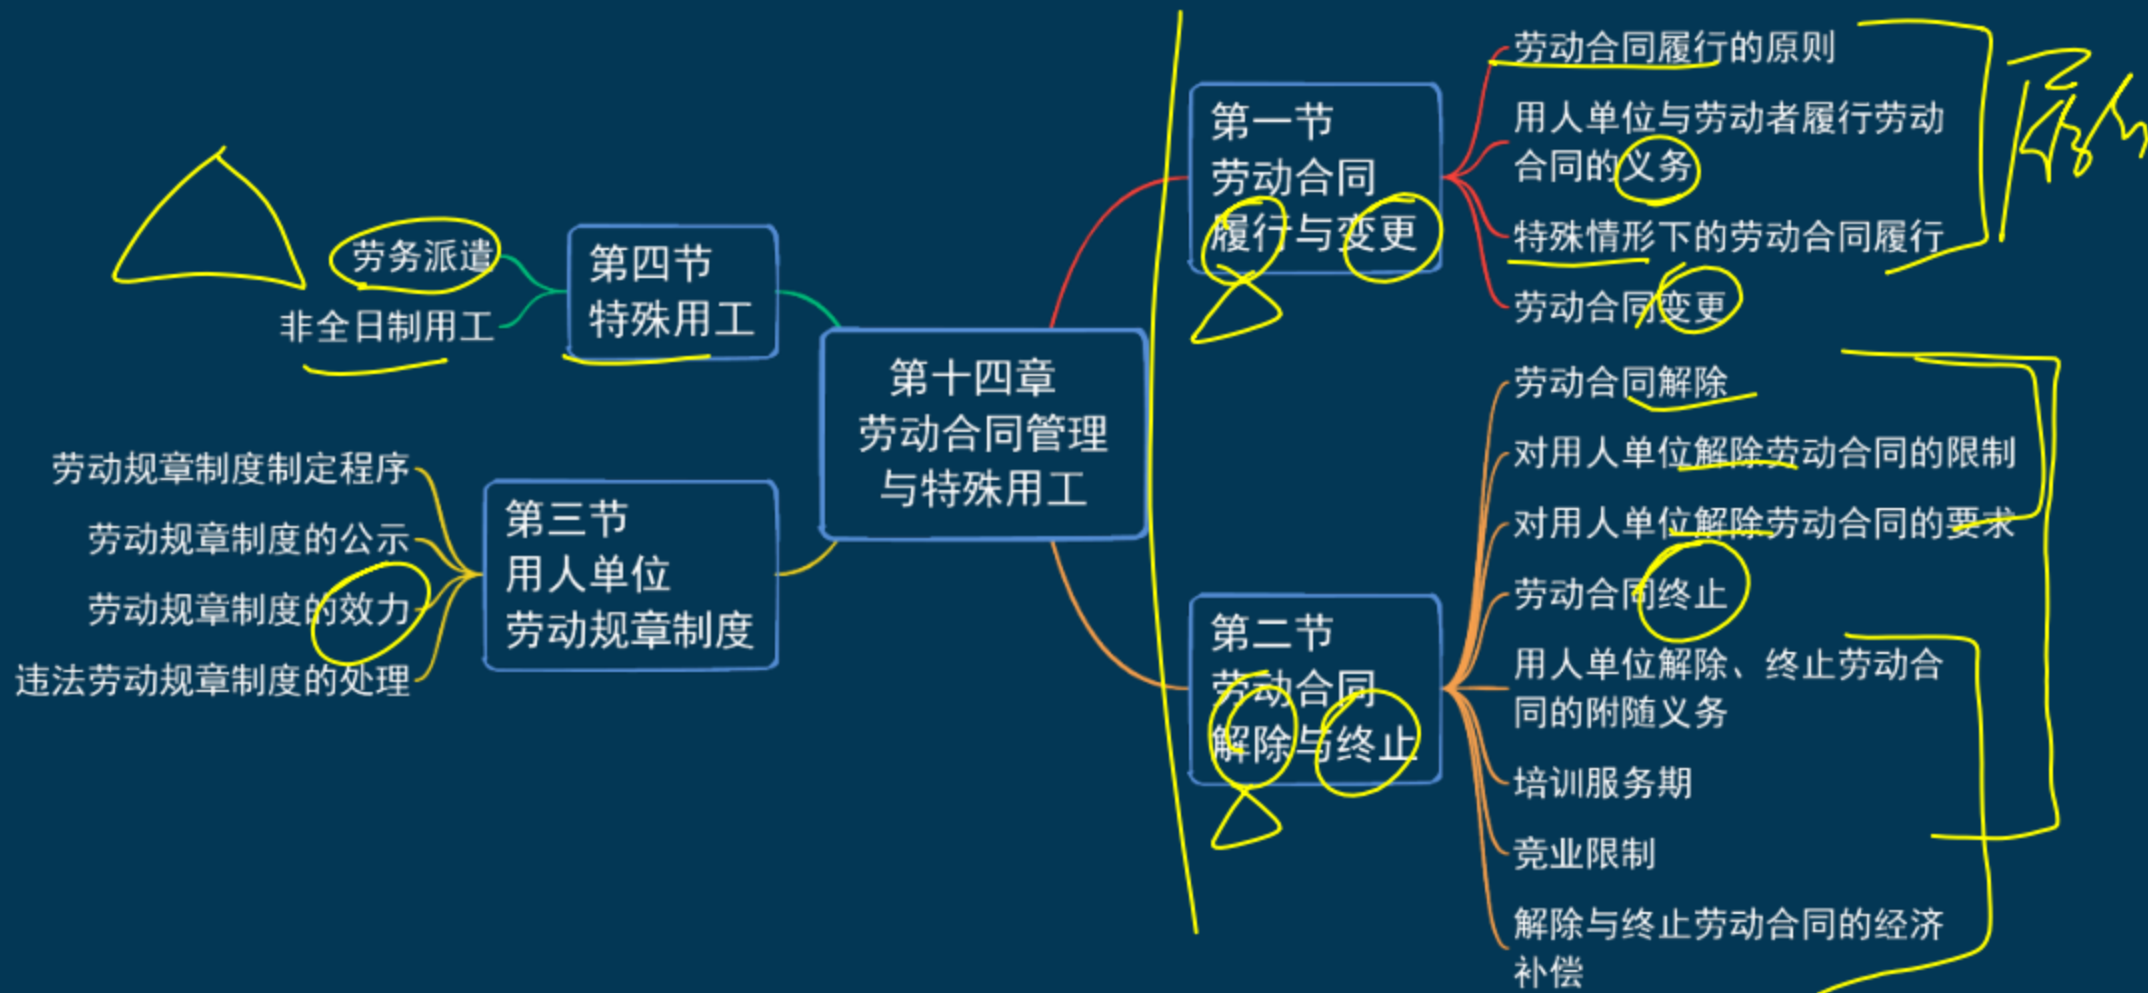 第十四章
劳动合同管理
与特殊用工
第一节
劳动合同
履行与变更
劳动合同履行的原则
用人单位与劳动者履行劳动
合同的义务
特殊情形下的劳动合同履行
劳动合同变更
第二节
劳动合同
解除与终止
劳动合同解除
对用人单位解除劳动合同的限制
对用人单位解除劳动合同的要求
劳动合同终止
用人单位解除、终止劳动合
同的附随义务
培训服务期
竞业限制
解除与终止劳动合同的经济
补偿
第三节
用人单位
劳动规章制度
劳动规章制度制定程序
劳动规章制度的公示
劳动规章制度的效力
违法劳动规章制度的处理
第四节
特殊用工
劳务派遣
非全日制用工